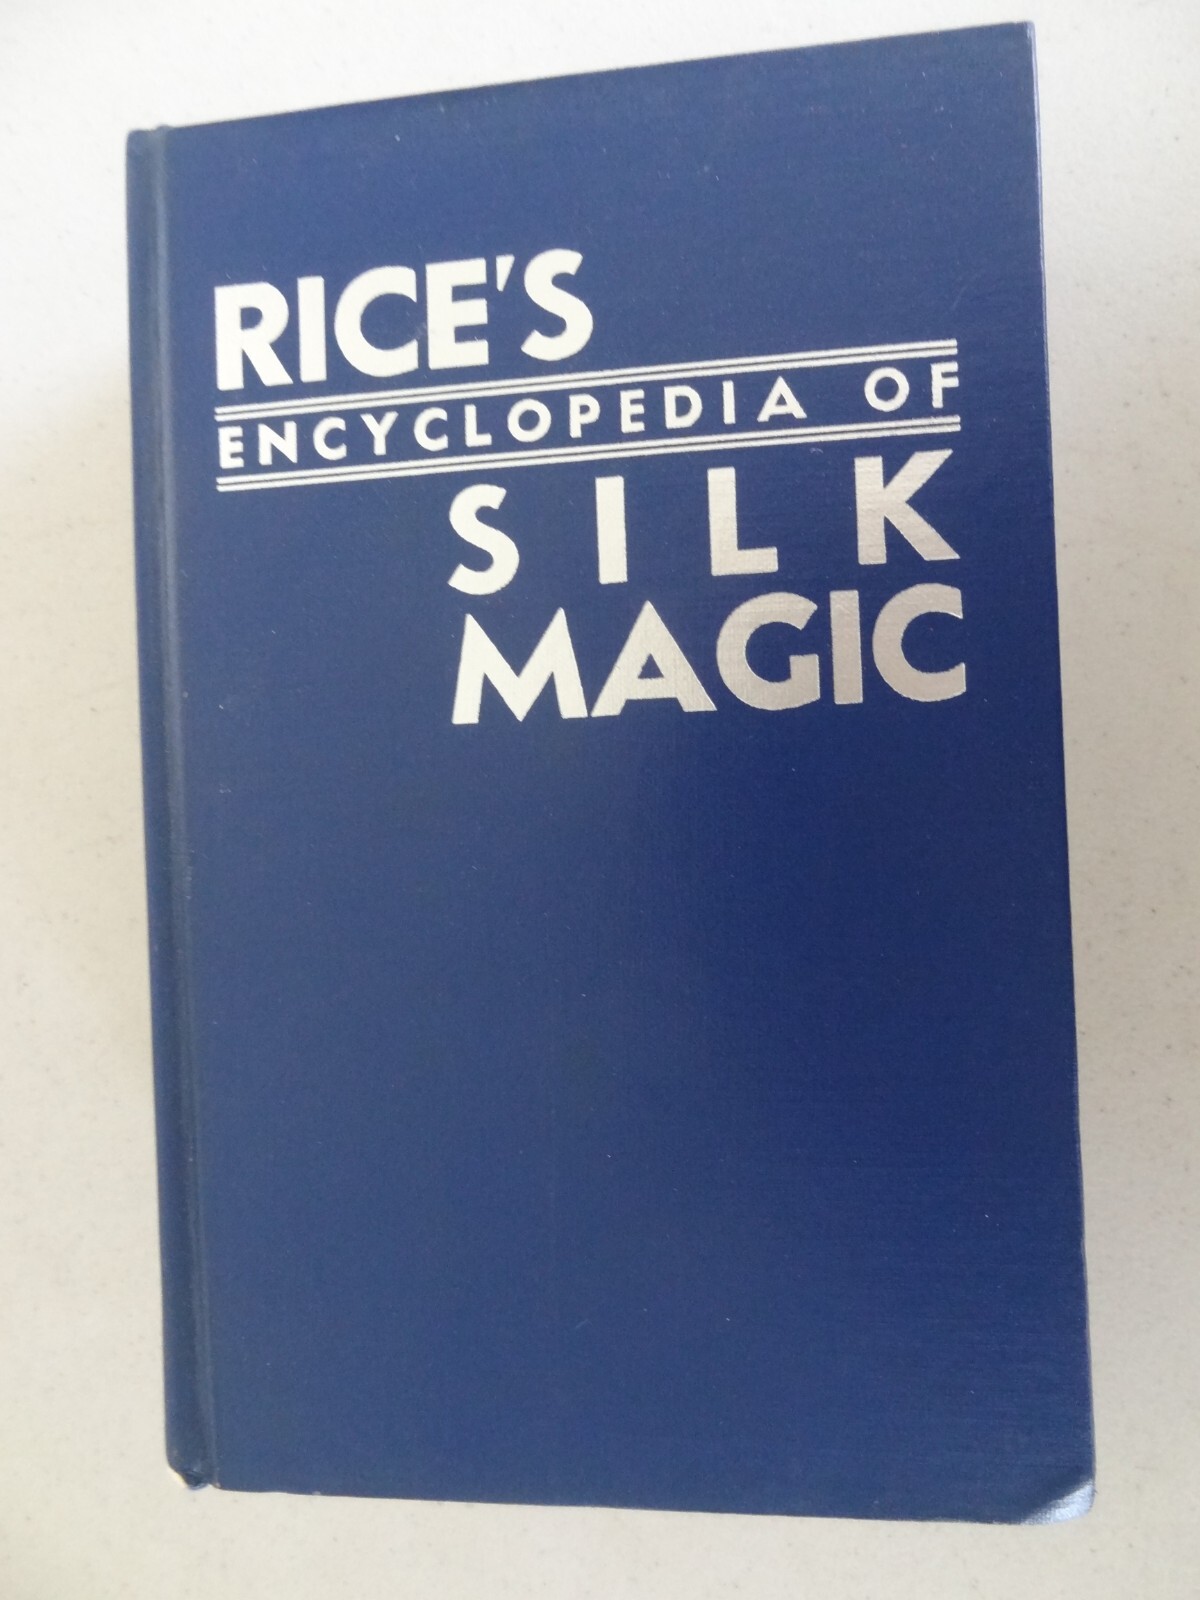 RICE'S
ENCYCLOPEDIA OF
SILK
MAGIC